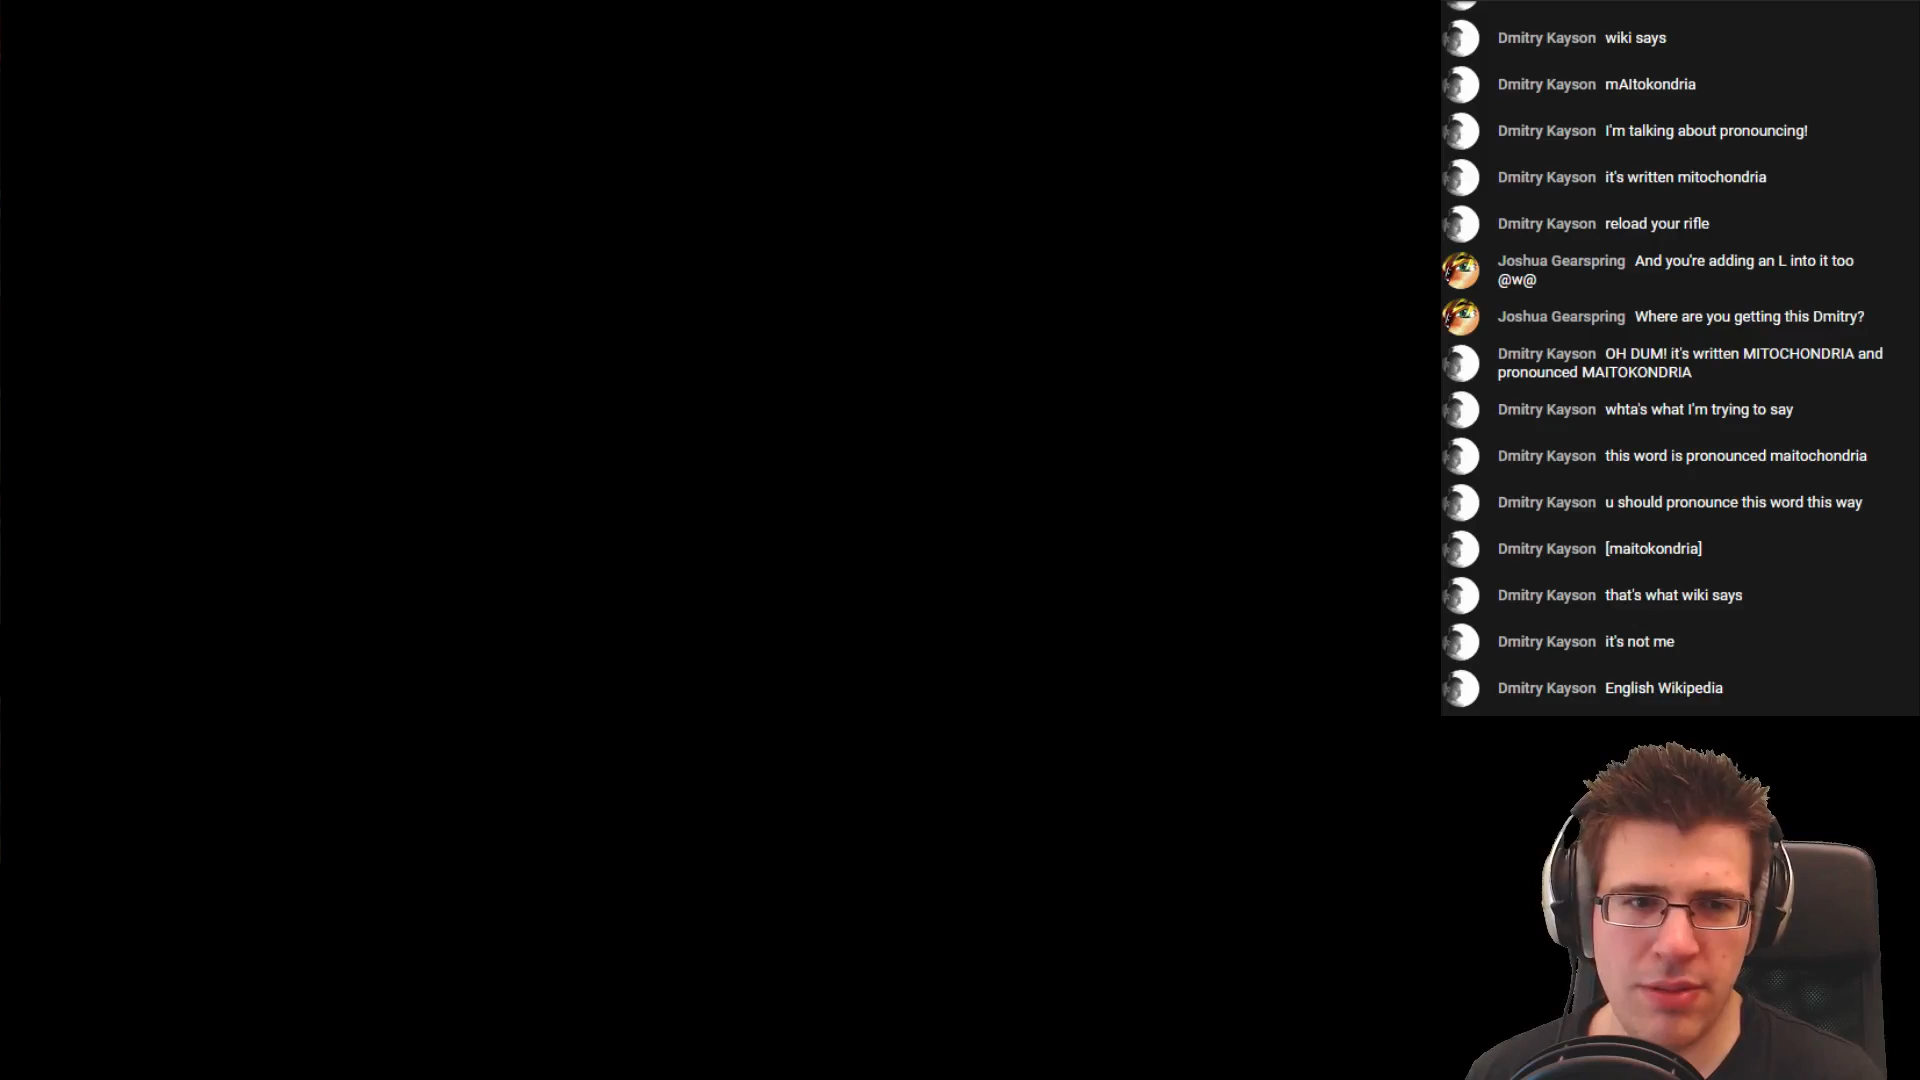 Dmitry Kayson wiki says
Dmitry Kayson mAItokondria
Dmitry Kayson I'm talking about pronouncing!
Dmitry Kayson it's written mitochondria
Dmitry Kayson reload your rifle
Joshua Gearspring And you're adding an L into it too
@w@
Joshua Gearspring Where are you getting this Dmitry?
Dmitry Kayson OH DUM! it's written MITOCHONDRIA and
pronounced MAITOKONDRIA
Dmitry Kayson whta's what I'm trying to say
Dmitry Kayson this word is pronounced maitochondria
Dmitry Kayson u should pronounce this word this way
Dmitry Kayson [maitokondria]
Dmitry Kayson that's what wiki says
Dmitry Kayson it's not me
Dmitry Kayson English Wikipedia